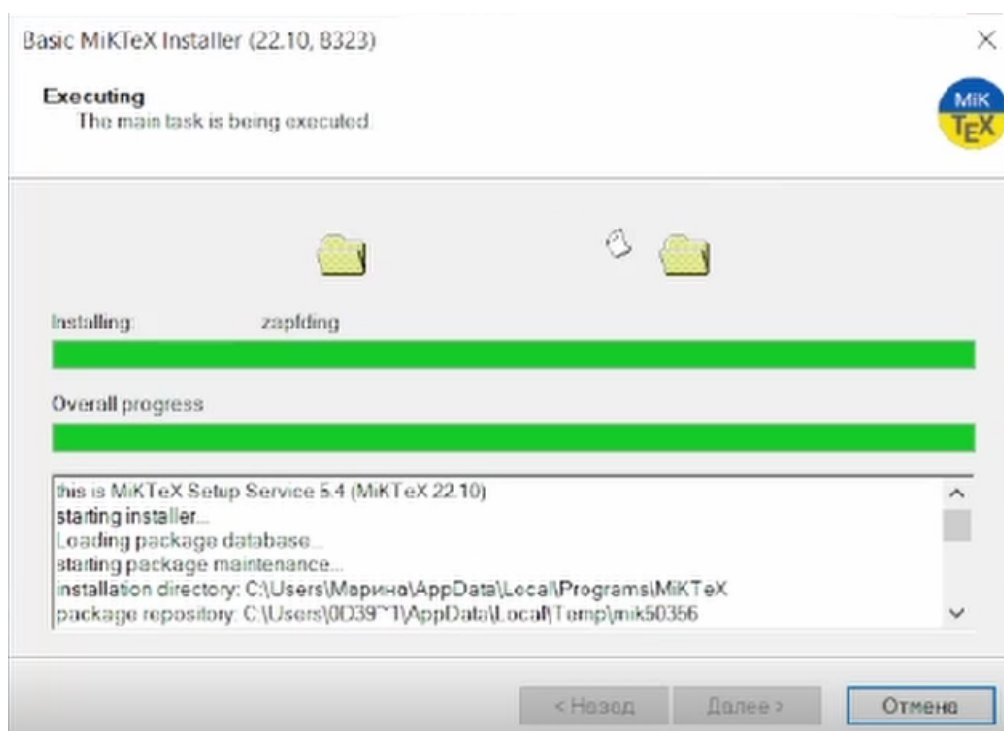 Basic MiKTeX Installer (22.10, 8323)
Executing
The main task is being executed.
MiK
TEX
Installing: zapfding
Overall progress
this is MiKTeX Setup Service 5.4 (MiKTeX 22.10)
starting installer...
Loading package database...
starting package maintenance...
installation directory: C:\Users\Марина\AppData\Local\Programs\MiKTeX
package repository: C:\Users\0D39~1\AppData\Local\Temp\mik50356
< Назад
Далее >
Отмена